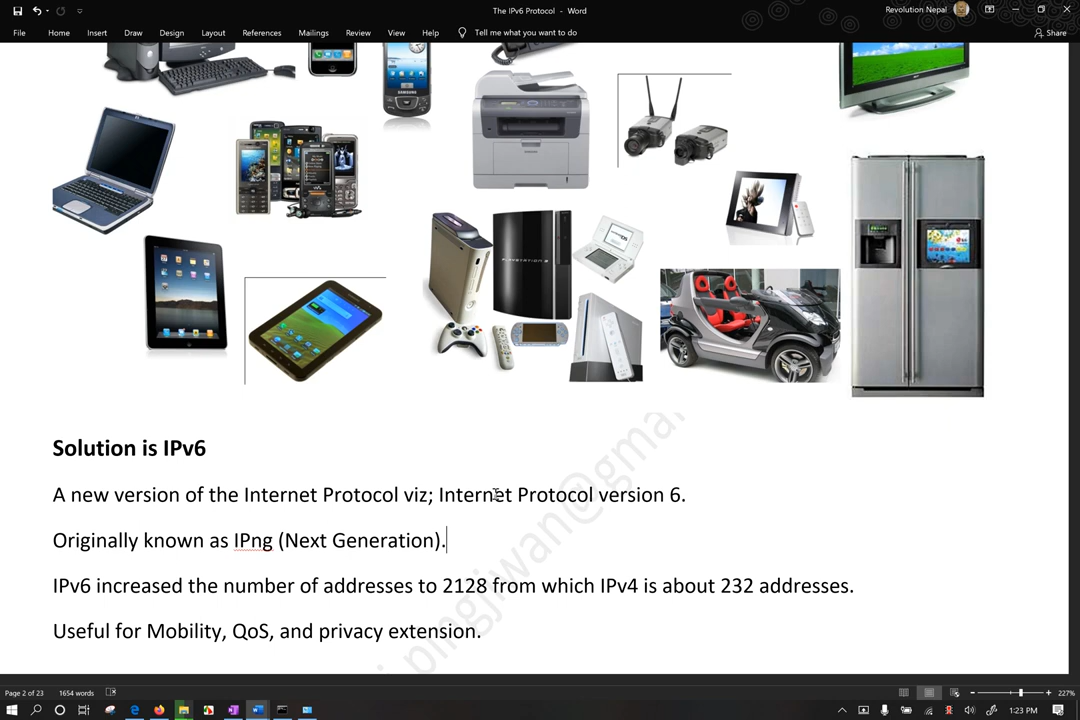 The IPv6 Protocol - Word
Revolution Nepal
File Home Insert Draw Design Layout References Mailings Review View Help Tell me what you want to do
Share
SAMSUNG
PLAYSTATION 3
Solution is IPv6
A new version of the Internet Protocol viz; Internet Protocol version 6.
Originally known as IPng (Next Generation).
IPv6 increased the number of addresses to 2128 from which IPv4 is about 232 addresses.
Useful for Mobility, QoS, and privacy extension.
Page 2 of 23 1654 words
227%
1:23 PM